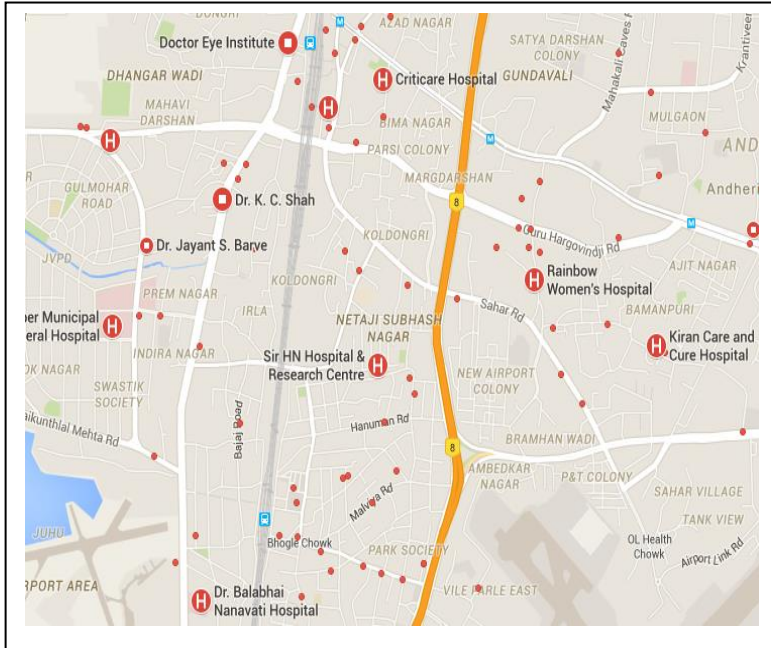 DONGRI
AZAD NAGAR
Doctor Eye Institute
SATYA DARSHAN
COLONY
Mahakali Caves
DHANGAR WADI
Criticare Hospital
GUNDAVALI
MAHAVI
DARSHAN
BIMA NAGAR
MULGAON
PARSI COLONY
AND
MARGDARSHAN
GULMOHAR
ROAD
Andheri
Dr. K. C. Shah
8
KOLDONGRI
Guru Hargovindji Rd
JVPD
Dr. Jayant S. Barve
AJIT NAGAR
KOLDONGRI
Rainbow
Women's Hospital
PREM NAGAR
IRLA
Sahar Rd
BAMANPURI
per Municipal
eral Hospital
NETAJI SUBHASH
NAGAR
Kiran Care and
Cure Hospital
INDIRA NAGAR
Sir HN Hospital &
Research Centre
OK NAGAR
NEW AIRPORT
COLONY
SWASTIK
SOCIETY
Bajaj Road
Hanuman Rd
aikunthlal Mehta Rd
BRAMHAN WADI
8
AMBEDKAR
NAGAR
P&T COLONY
SAHAR VILLAGE
Malviya Rd
TANK VIEW
JUHU
Bhogle Chowk
PARK SOCIETY
OL Health
Chowk
Airport Link Rd
RPORT AREA
Dr. Balabhai
Nanavati Hospital
VILE PARLE EAST